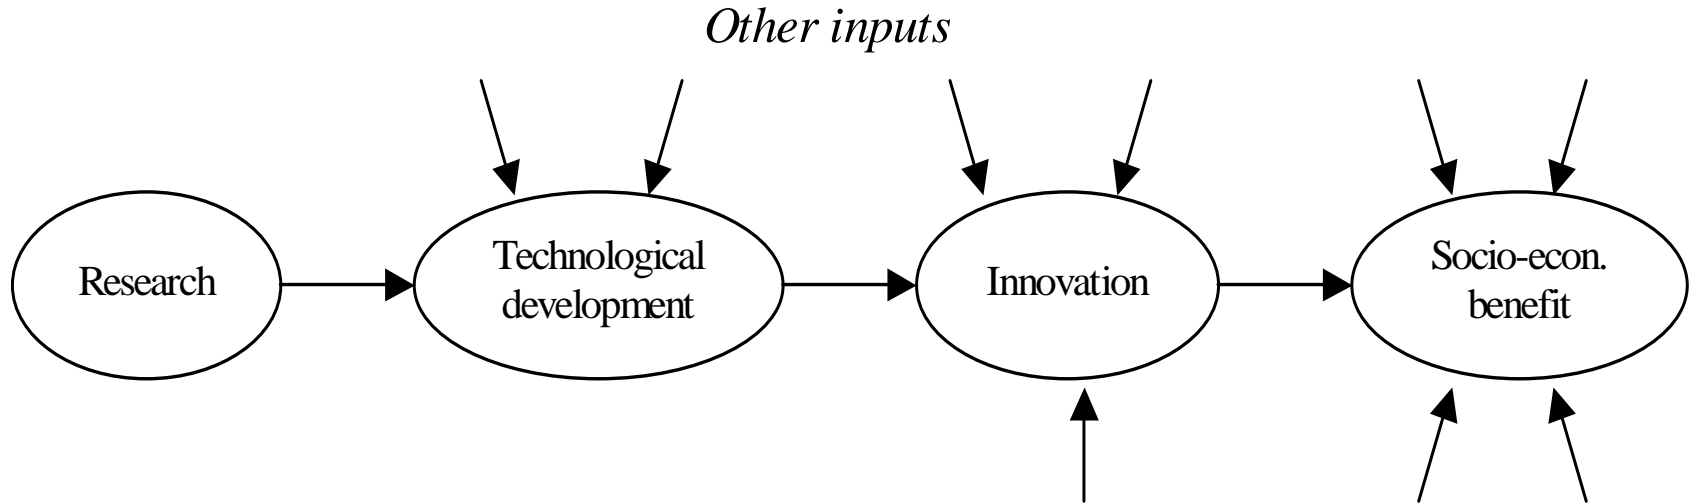 Other inputs
Research
Technological
development
Innovation
Socio-econ.
benefit